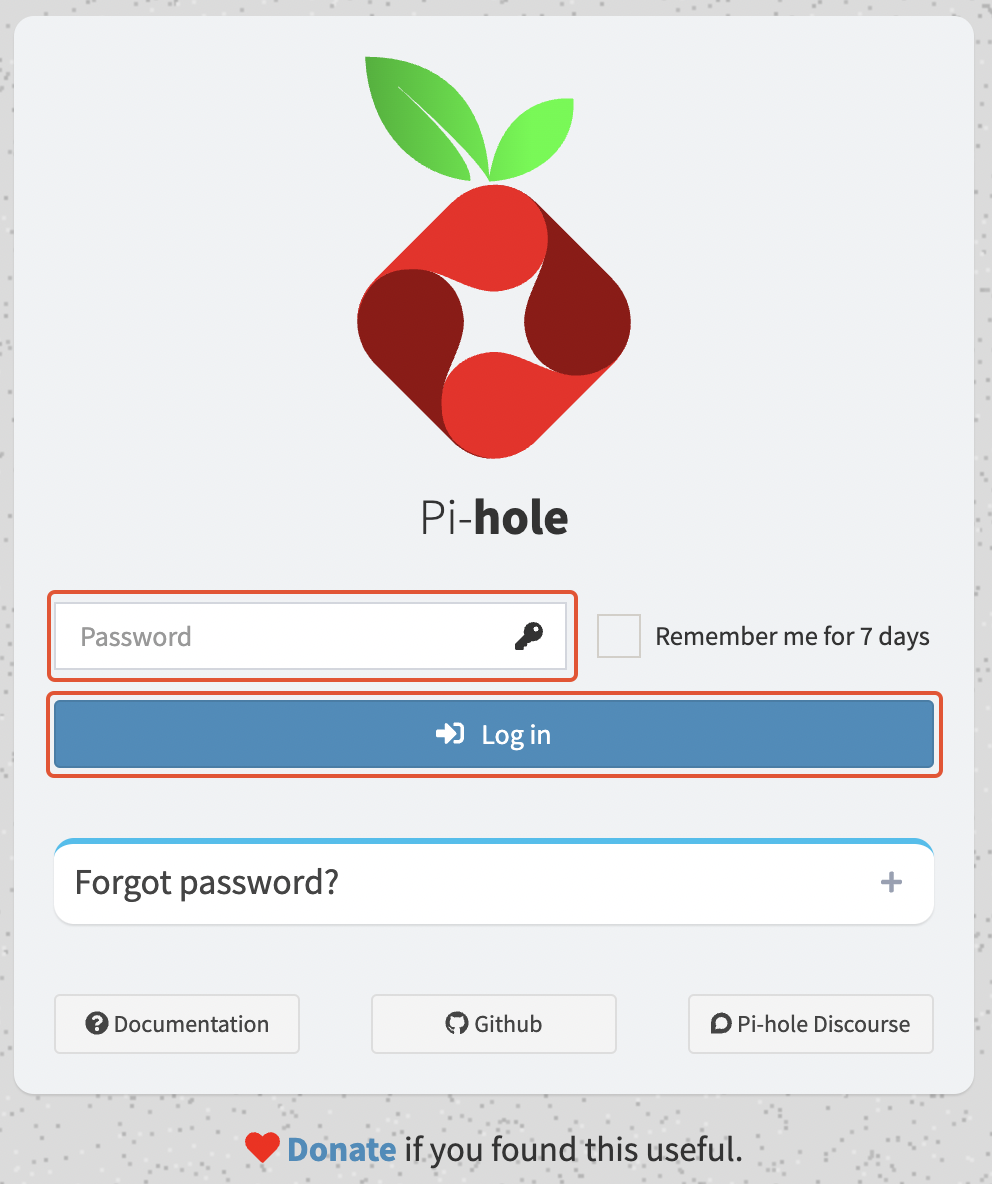 Pi-hole
Password
Remember me for 7 days
Log in
Forgot password?
Documentation
Github
Pi-hole Discourse
Donate if you found this useful.